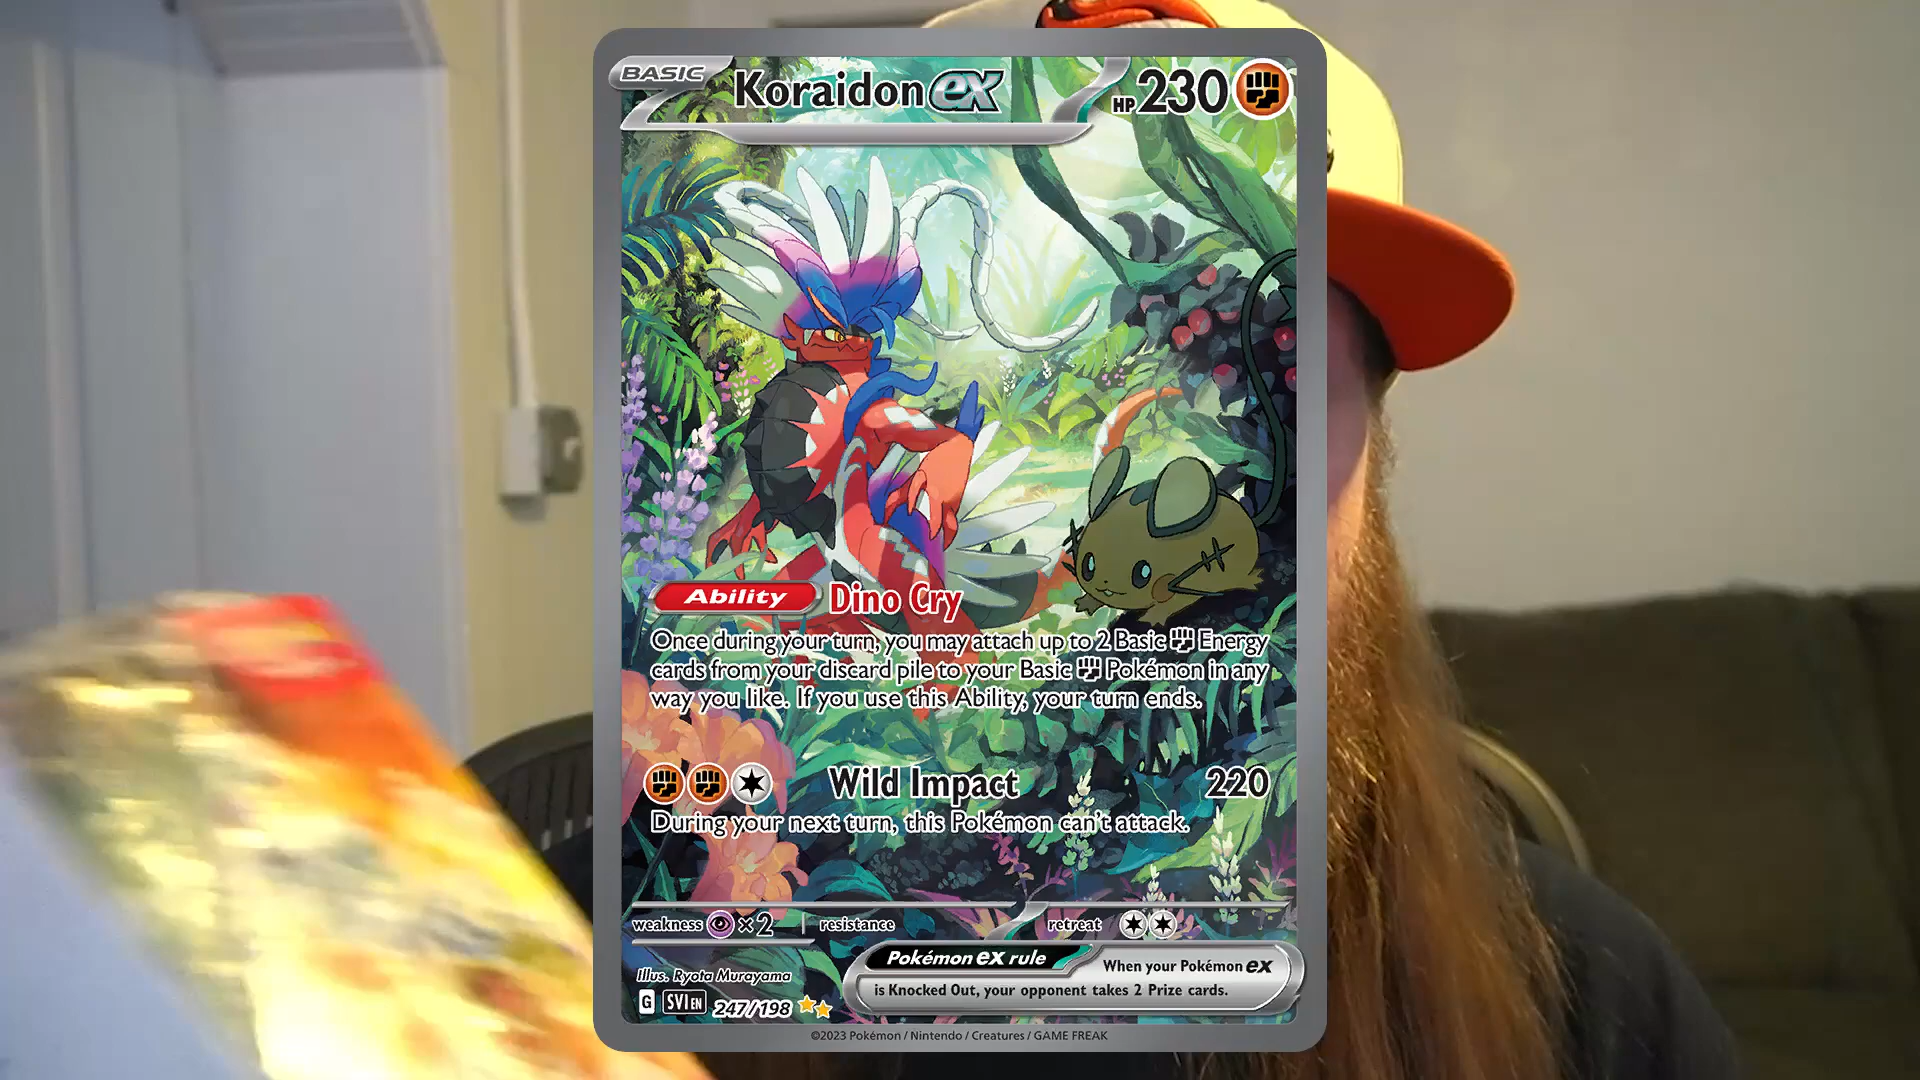 BASIC
Koraidon ex
HP 230
Ability Dino Cry
Once during your turn, you may attach up to 2 Basic Energy
cards from your discard pile to your Basic Pokémon in any
way you like. If you use this Ability, your turn ends.
Wild Impact 220
During your next turn, this Pokémon can't attack.
weakness ×2 resistance retreat
Pokémon ex rule
When your Pokémon ex
is Knocked Out, your opponent takes 2 Prize cards.
Illus. Ryota Murayama
G SVI EN 247/198
©2023 Pokémon / Nintendo / Creatures / GAME FREAK